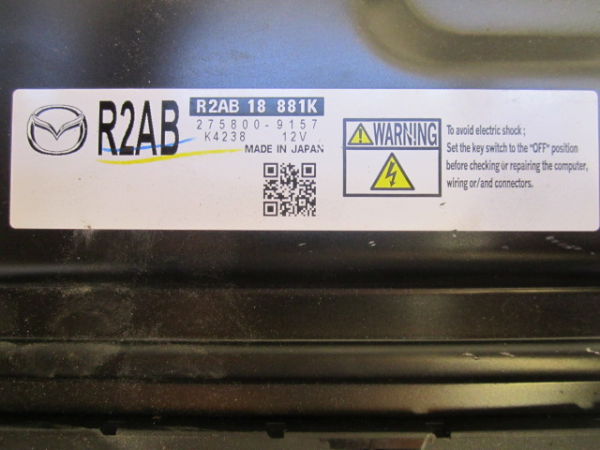 R2AB
R2AB 18 881K
275800-9157
K4238 12V
MADE IN JAPAN
WARNING
To avoid electric shock ;
Set the key switch to the "OFF" position
before checking or repairing the computer,
wiring or/and connectors.